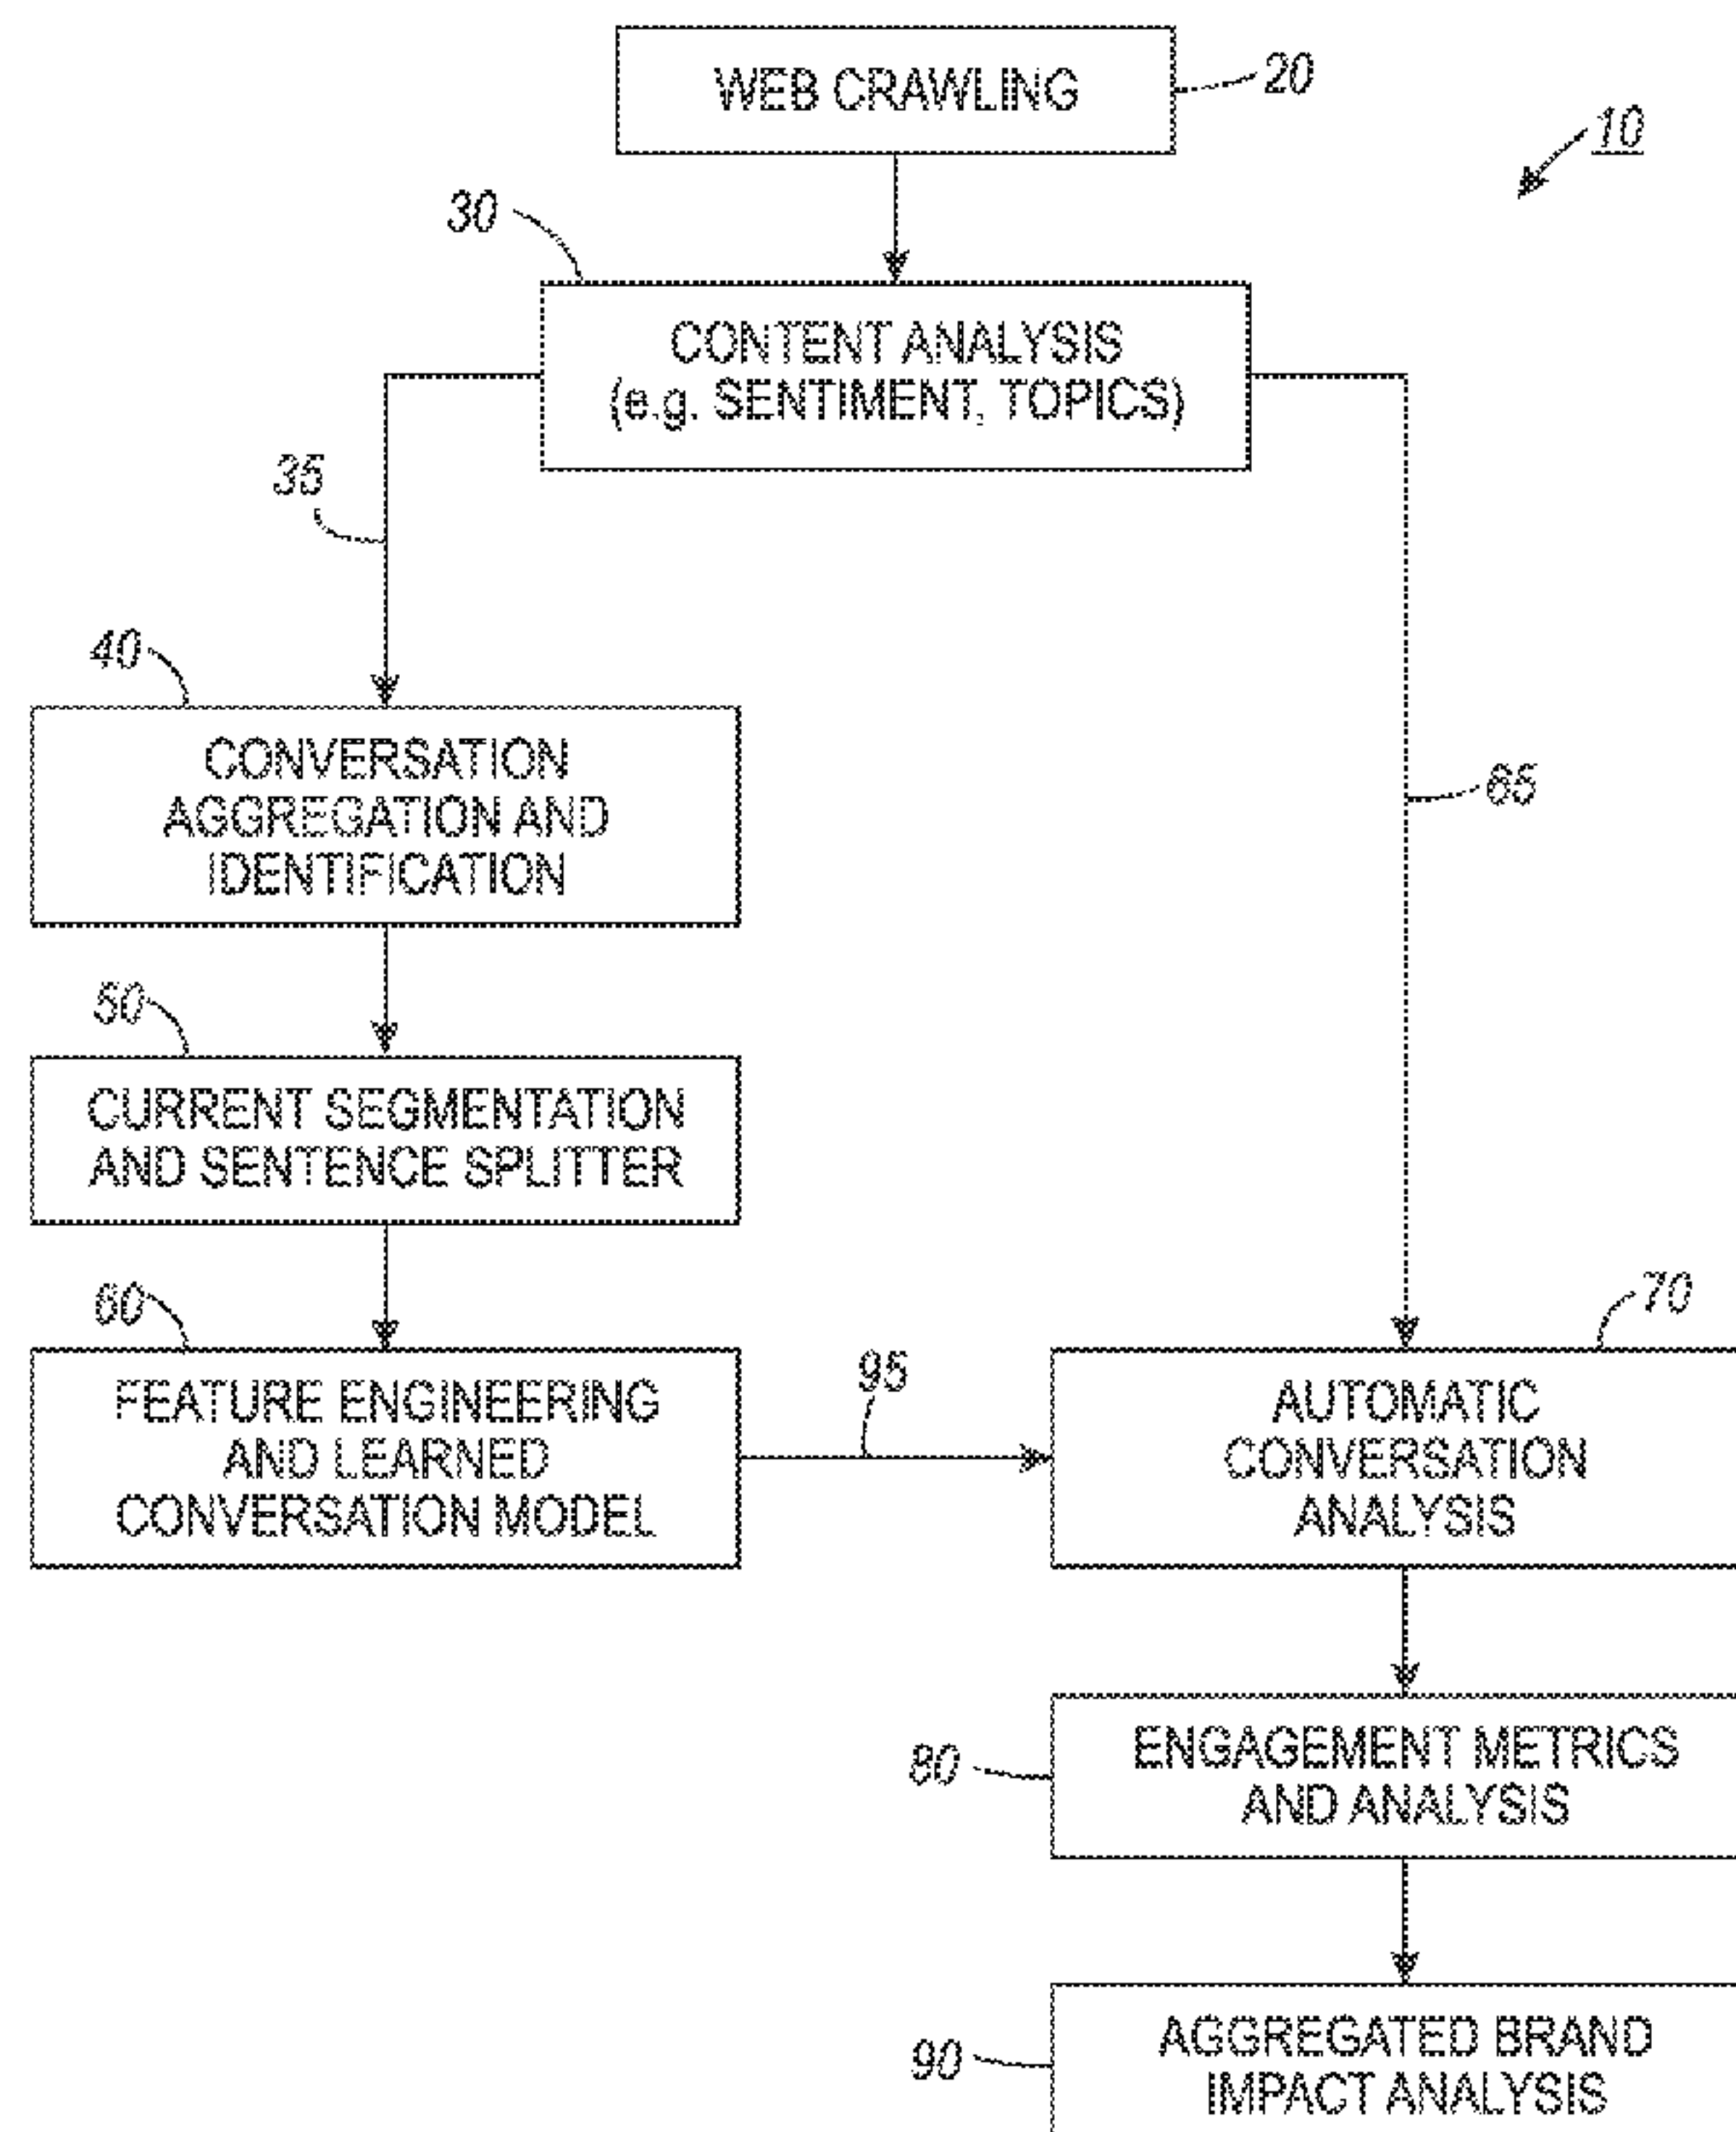 WEB CRAWLING
20
10
30
CONTENT ANALYSIS
(e.g. SENTIMENT, TOPICS)
35
40
CONVERSATION
AGGREGATION AND
IDENTIFICATION
65
50
CURRENT SEGMENTATION
AND SENTENCE SPLITTER
60
FEATURE ENGINEERING
AND LEARNED
CONVERSATION MODEL
95
70
AUTOMATIC
CONVERSATION
ANALYSIS
80
ENGAGEMENT METRICS
AND ANALYSIS
90
AGGREGATED BRAND
IMPACT ANALYSIS